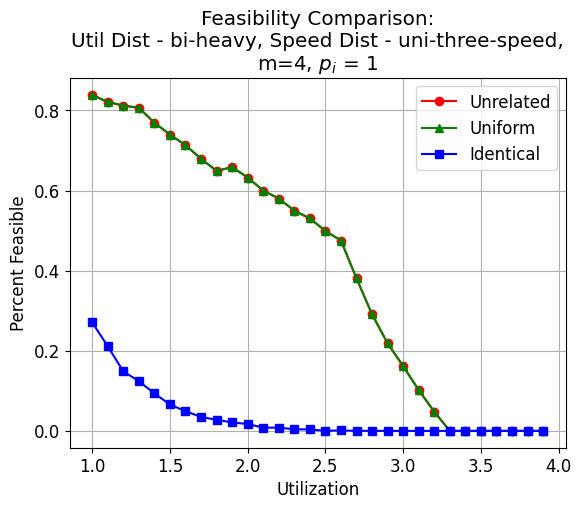 Feasibility Comparison:
Util Dist - bi-heavy, Speed Dist - uni-three-speed,
m=4, pᵢ = 1
Unrelated
Uniform
Identical
Percent Feasible
0.8
0.6
0.4
0.2
0.0
1.0 1.5 2.0 2.5 3.0 3.5 4.0
Utilization